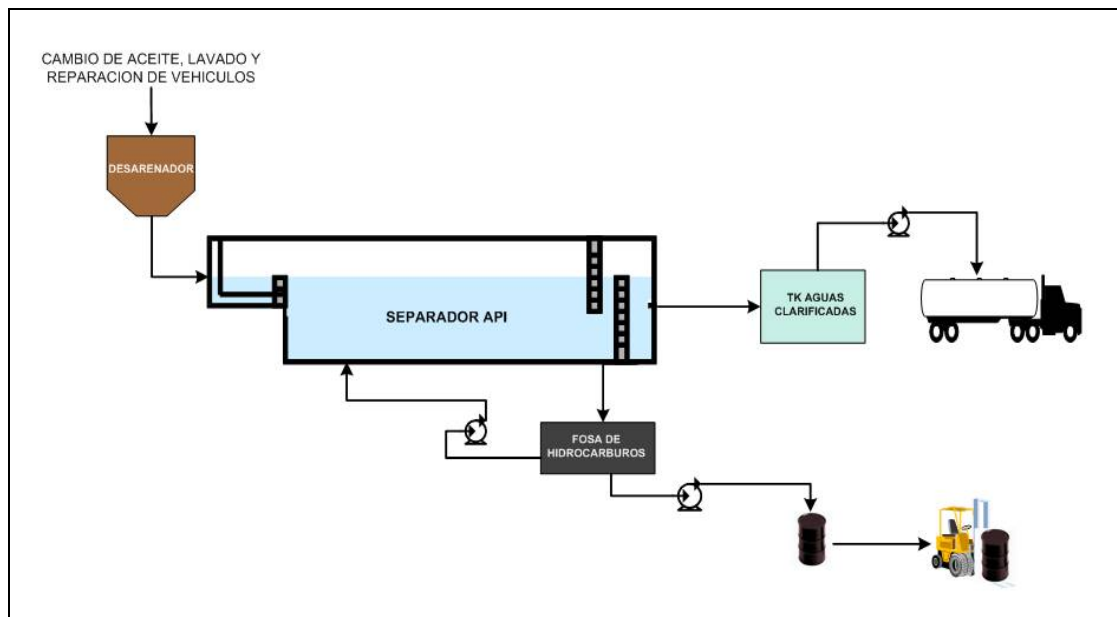 CAMBIO DE ACEITE, LAVADO Y
REPARACION DE VEHICULOS
DESARENADOR
SEPARADOR API
TK AGUAS
CLARIFICADAS
FOSA DE
HIDROCARBUROS